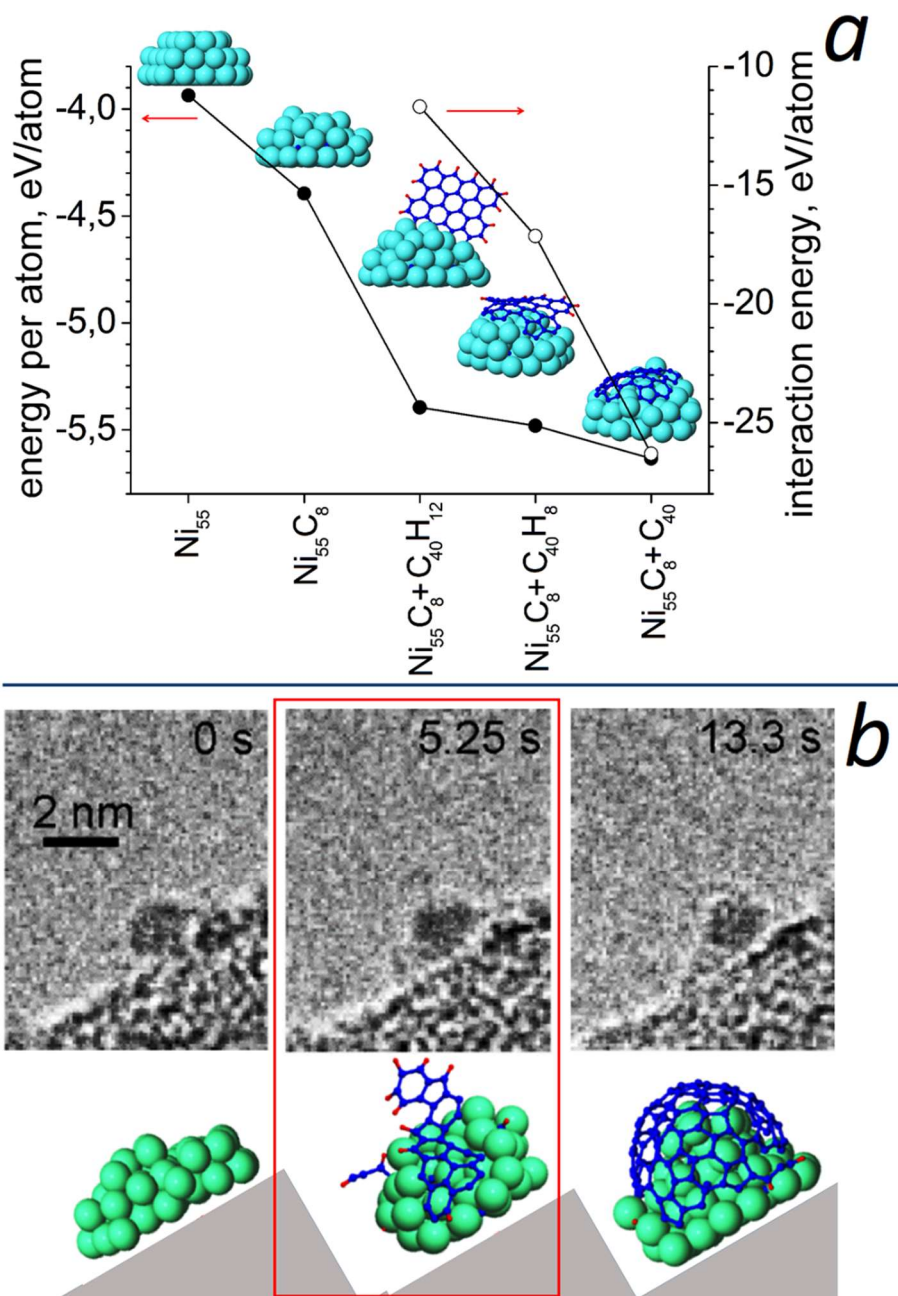 a
-4,0
-4,5
-5,0
-5,5
energy per atom, eV/atom
-10
-15
-20
-25
interaction energy, eV/atom
Ni₅₅
Ni₅₅C₈
Ni₅₅C₈+C₄₀H₁₂
Ni₅₅C₈+C₄₀H₈
Ni₅₅C₈+C₄₀
b
0 s
5.25 s
13.3 s
2 nm